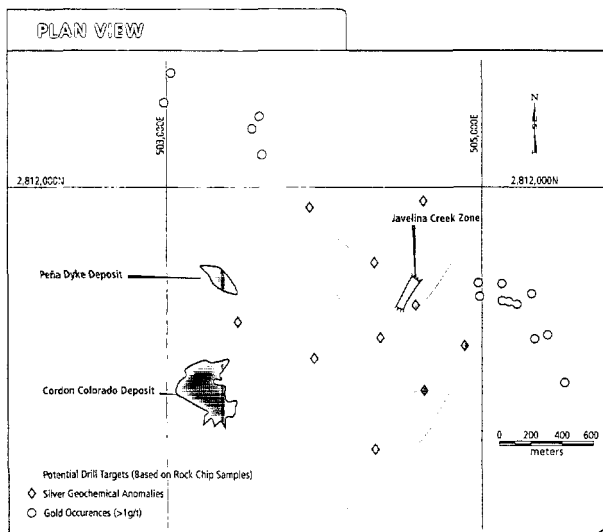 PLAN VIEW
503,000E
505,000E
N
2,812,000N
2,812,000N
Javelina Creek Zone
Peña Dyke Deposit
Cordon Colorado Deposit
0 200 400 600
meters
Potential Drill Targets (Based on Rock Chip Samples)
Silver Geochemical Anomalies
Gold Occurences (>1g/t)